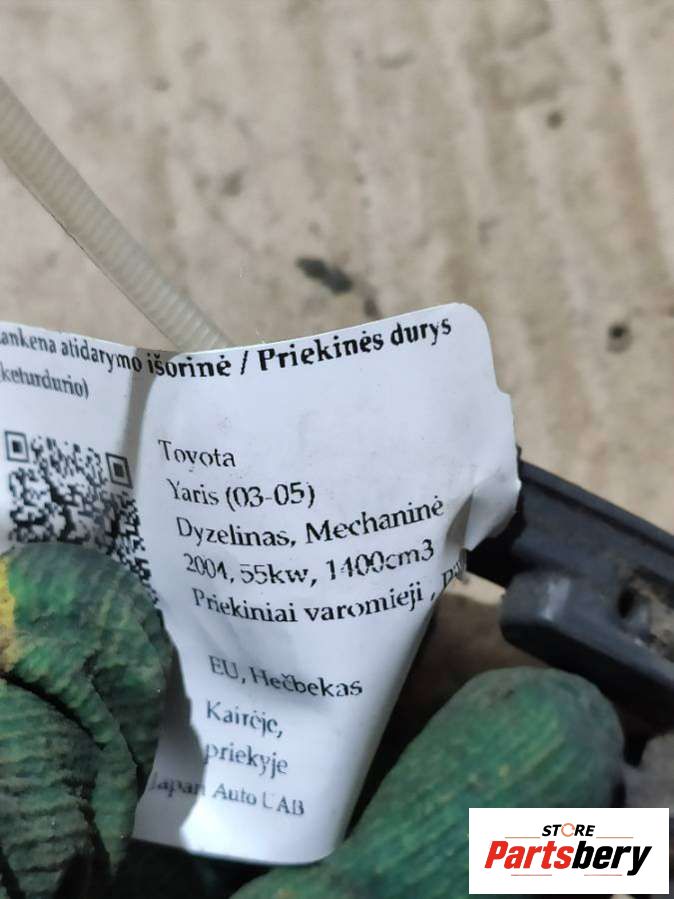 ankena atidarymo išorinė / Priekinės durys
keturdurio)
Toyota
Yaris (03-05)
Dyzelinas, Mechaninė
2004, 55kw, 1400cm3
Priekiniai varomieji ,
EU, Hečbekas
Kairėje,
priekyje
Japan Auto UAB
STORE
Partsbery